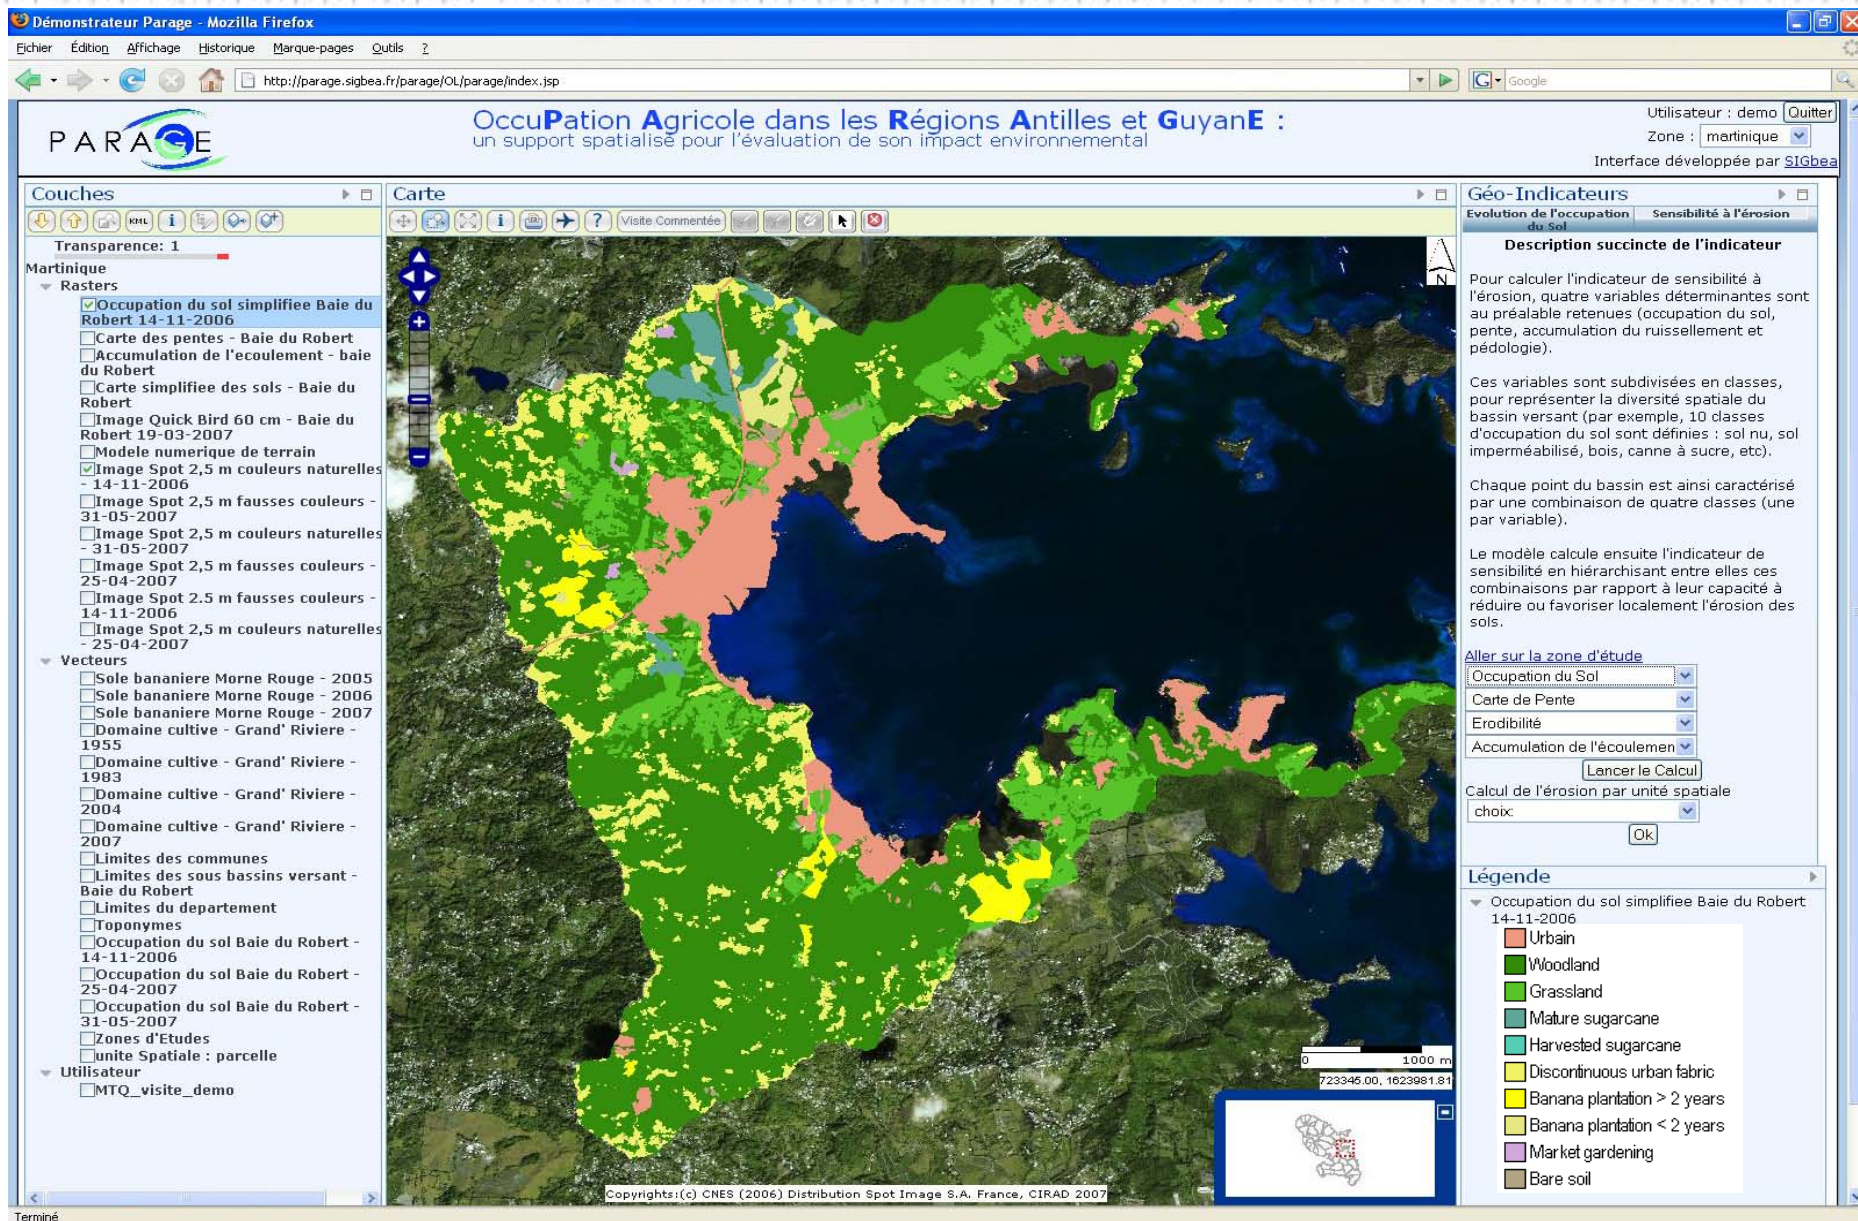 Démonstrateur Parage - Mozilla Firefox
Fichier Édition Affichage Historique Marque-pages Outils ?
http://parage.sigbea.fr/parage/OL/parage/index.jsp
G
Google
PARAGE
OccuPation Agricole dans les Régions Antilles et GuyanE :
un support spatialisé pour l'évaluation de son impact environnemental
Utilisateur : demo Quitter
Zone : martinique
Interface développée par SIGbea
Couches
KML i
Transparence: 1
Martinique
Rasters
Occupation du sol simplifiee Baie du
Robert 14-11-2006
Carte des pentes - Baie du Robert
Accumulation de l'ecoulement - baie
du Robert
Carte simplifiee des sols - Baie du
Robert
Image Quick Bird 60 cm - Baie du
Robert 19-03-2007
Modele numerique de terrain
Image Spot 2,5 m couleurs naturelles
- 14-11-2006
Image Spot 2,5 m fausses couleurs -
31-05-2007
Image Spot 2,5 m couleurs naturelles
- 31-05-2007
Image Spot 2,5 m fausses couleurs -
25-04-2007
Image Spot 2.5 m fausses couleurs -
14-11-2006
Image Spot 2,5 m couleurs naturelles
- 25-04-2007
Vecteurs
Sole bananiere Morne Rouge - 2005
Sole bananiere Morne Rouge - 2006
Sole bananiere Morne Rouge - 2007
Domaine cultive - Grand' Riviere -
1955
Domaine cultive - Grand' Riviere -
1983
Domaine cultive - Grand' Riviere -
2004
Domaine cultive - Grand' Riviere -
2007
Limites des communes
Limites des sous bassins versant -
Baie du Robert
Limites du departement
Toponymes
Occupation du sol Baie du Robert -
14-11-2006
Occupation du sol Baie du Robert -
25-04-2007
Occupation du sol Baie du Robert -
31-05-2007
Zones d'Etudes
unite Spatiale : parcelle
Utilisateur
MTQ_visite_demo
Carte
i ? Visite Commentée
N
0 1000 m
723345.00, 1623981.81
Copyrights:(c) CNES (2006) Distribution Spot Image S.A. France, CIRAD 2007
Géo-Indicateurs
Evolution de l'occupation
du Sol
Sensibilité à l'érosion
Description succincte de l'indicateur
Pour calculer l'indicateur de sensibilité à
l'érosion, quatre variables déterminantes sont
au préalable retenues (occupation du sol,
pente, accumulation du ruissellement et
pédologie).
Ces variables sont subdivisées en classes,
pour représenter la diversité spatiale du
bassin versant (par exemple, 10 classes
d'occupation du sol sont définies : sol nu, sol
imperméabilisé, bois, canne à sucre, etc).
Chaque point du bassin est ainsi caractérisé
par une combinaison de quatre classes (une
par variable).
Le modèle calcule ensuite l'indicateur de
sensibilité en hiérarchisant entre elles ces
combinaisons par rapport à leur capacité à
réduire ou favoriser localement l'érosion des
sols.
Aller sur la zone d'étude
Occupation du Sol
Carte de Pente
Erodibilité
Accumulation de l'écoulemen
Lancer le Calcul
Calcul de l'érosion par unité spatiale
choix:
Ok
Légende
Occupation du sol simplifiee Baie du Robert
14-11-2006
Urbain
Woodland
Grassland
Mature sugarcane
Harvested sugarcane
Discontinuous urban fabric
Banana plantation > 2 years
Banana plantation < 2 years
Market gardening
Bare soil
Terminé